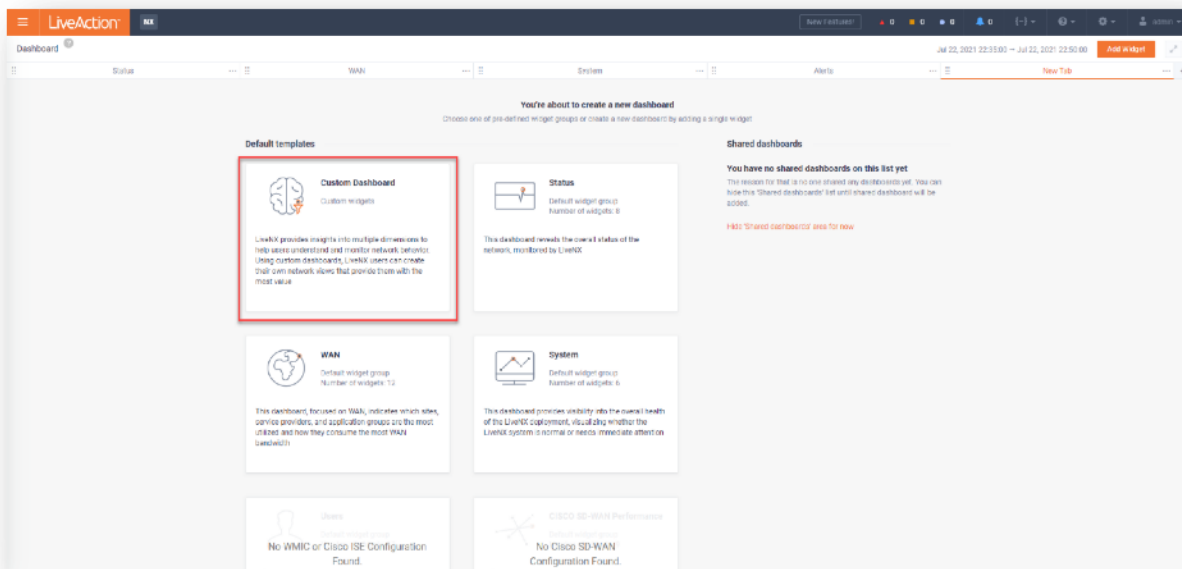 LiveAction NX New Features! 0 0 0 0 admin
Dashboard Jul 22, 2021 22:35:00 — Jul 22, 2021 22:50:00 Add Widget
Status WAN System Alerts New Tab
You're about to create a new dashboard
Choose one of pre-defined widget groups or create a new dashboard by adding a single widget
Default templates
Custom Dashboard
Custom widgets
LiveNX provides insights into multiple dimensions to
help users understand and monitor network behavior.
Using custom dashboards, LiveNX users can create
their own network views that provide them with the
most value
Status
Default widget group
Number of widgets: 8
This dashboard reveals the overall status of the
network, monitored by LiveNX
Shared dashboards
You have no shared dashboards on this list yet
The reason for that is no one shared any dashboards yet. You can
hide this 'Shared dashboards' list until shared dashboard will be
added.
Hide 'Shared dashboards' area for now
WAN
Default widget group
Number of widgets: 12
This dashboard, focused on WAN, indicates which sites,
service providers, and application groups are the most
utilized and how they consume the most WAN
bandwidth
System
Default widget group
Number of widgets: 6
This dashboard provides visibility into the overall health
of the LiveNX deployment, visualizing whether the
LiveNX system is normal or needs immediate attention
Users
Default widget group
No WMIC or Cisco ISE Configuration
Found.
CISCO SD-WAN Performance
Default widget group
No Cisco SD-WAN
Configuration Found.